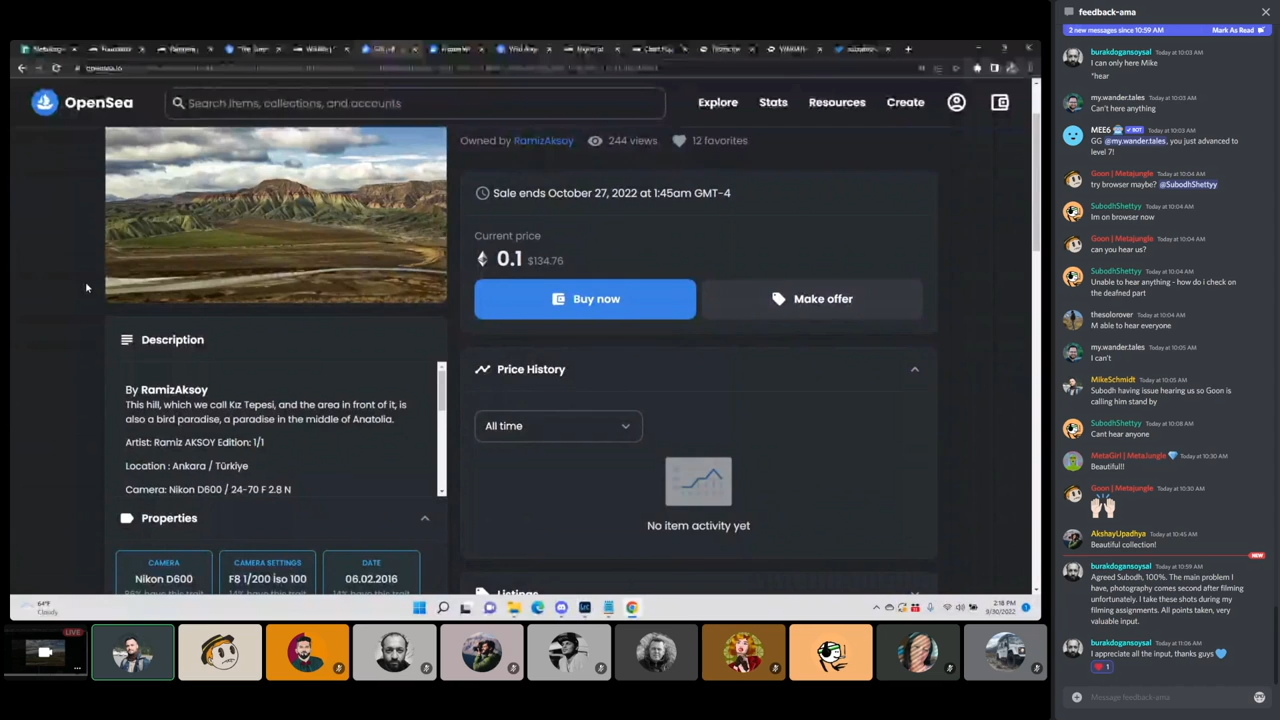 OpenSea
Search items, collections, and accounts
Explore
Stats
Resources
Create
Owned by RamizAksoy
244 views
12 favorites
Sale ends October 27, 2022 at 1:45am GMT-4
Current price
0.1 $134.76
Buy now
Make offer
Description
By RamizAksoy
This hill, which we call Kız Tepesi, and the area in front of it, is
also a bird paradise, a paradise in the middle of Anatolia.
Artist: Ramiz AKSOY Edition: 1/1
Location : Ankara / Türkiye
Camera: Nikon D600 / 24-70 F 2.8 N
Properties
CAMERA
Nikon D600
CAMERA SETTINGS
F8 1/200 İso 100
DATE
06.02.2016
Price History
All time
No item activity yet
Listings
64°F
Cloudy
2:18 PM
9/30/2022
LIVE
feedback-ama
2 new messages since 10:59 AM
Mark As Read
burakdogansoysal Today at 10:03 AM
I can only here Mike
*hear
my.wander.tales Today at 10:03 AM
Can't here anything
MEE6 BOT Today at 10:03 AM
GG @my.wander.tales, you just advanced to
level 7!
Goon | Metajungle Today at 10:04 AM
try browser maybe? @SubodhShettyy
SubodhShettyy Today at 10:04 AM
Im on browser now
Goon | Metajungle Today at 10:04 AM
can you hear us?
SubodhShettyy Today at 10:04 AM
Unable to hear anything - how do i check on
the deafned part
thesolorover Today at 10:04 AM
M able to hear everyone
my.wander.tales Today at 10:05 AM
I can't
MikeSchmidt Today at 10:05 AM
Subodh having issue hearing us so Goon is
calling him stand by
SubodhShettyy Today at 10:08 AM
Cant hear anyone
MetaGirl | MetaJungle Today at 10:30 AM
Beautiful!!
Goon | Metajungle Today at 10:30 AM
AkshayUpadhya Today at 10:45 AM
Beautiful collection!
NEW
burakdogansoysal Today at 10:59 AM
Agreed Subodh, 100%. The main problem I
have, photography comes second after filming
unfortunately. I take these shots during my
filming assignments. All points taken, very
valuable input.
burakdogansoysal Today at 11:06 AM
I appreciate all the input, thanks guys
1
Message feedback-ama